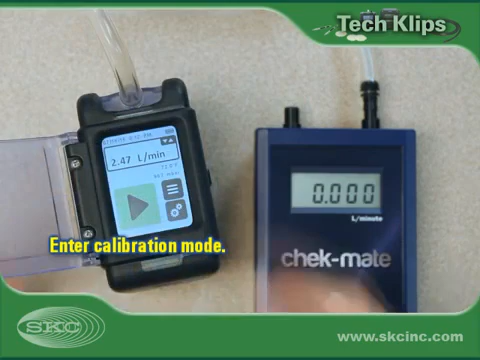 Tech Klips
2.47 L/min
0.000
L/minute
chek-mate
Enter calibration mode.
SKC
www.skcinc.com